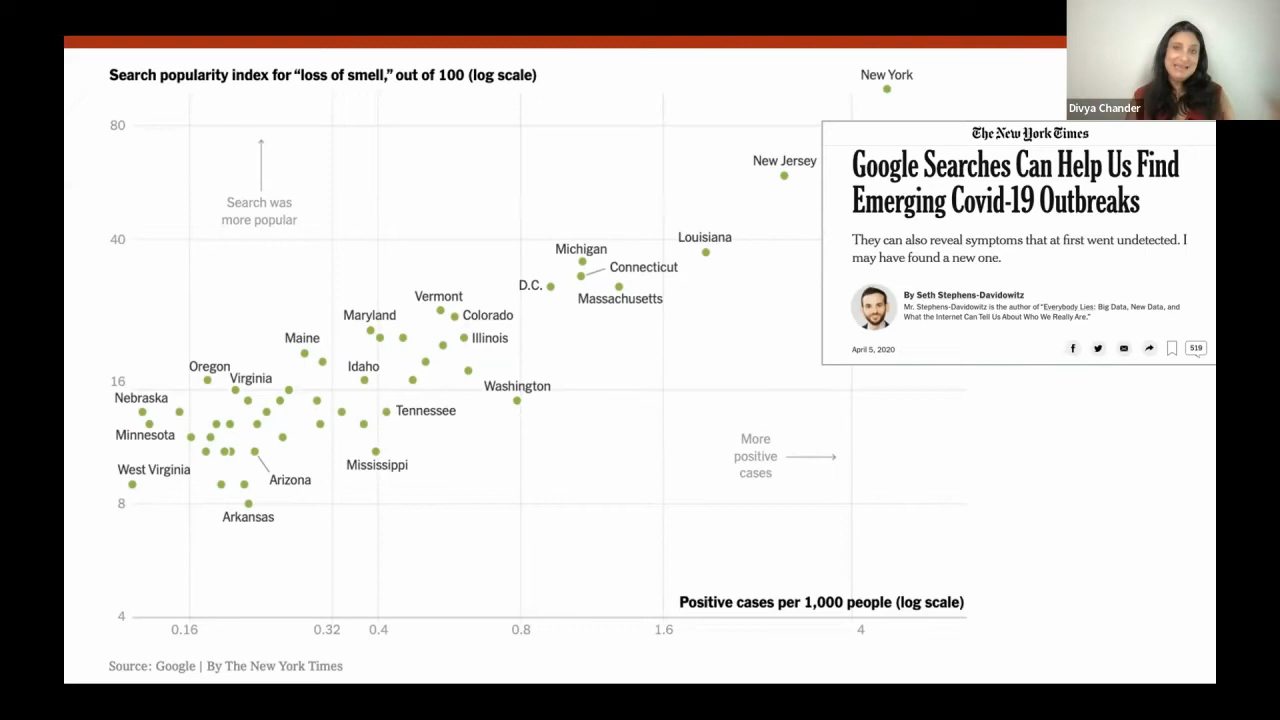 Search popularity index for “loss of smell,” out of 100 (log scale)
New York
Divya Chander
80
The New York Times
Google Searches Can Help Us Find
Emerging Covid-19 Outbreaks
They can also reveal symptoms that at first went undetected. I
may have found a new one.
By Seth Stephens-Davidowitz
Mr. Stephens-Davidowitz is the author of “Everybody Lies: Big Data, New Data, and
What the Internet Can Tell Us About Who We Really Are.”
April 5, 2020
519
New Jersey
Search was
more popular
40
Louisiana
Michigan
Connecticut
D.C.
Massachusetts
Vermont
Maryland
Colorado
Maine
Illinois
Oregon
Idaho
Virginia
16
Washington
Nebraska
Tennessee
Minnesota
More
positive
cases
West Virginia
Mississippi
Arizona
8
Arkansas
Positive cases per 1,000 people (log scale)
4
0.16
0.32
0.4
0.8
1.6
4
Source: Google | By The New York Times